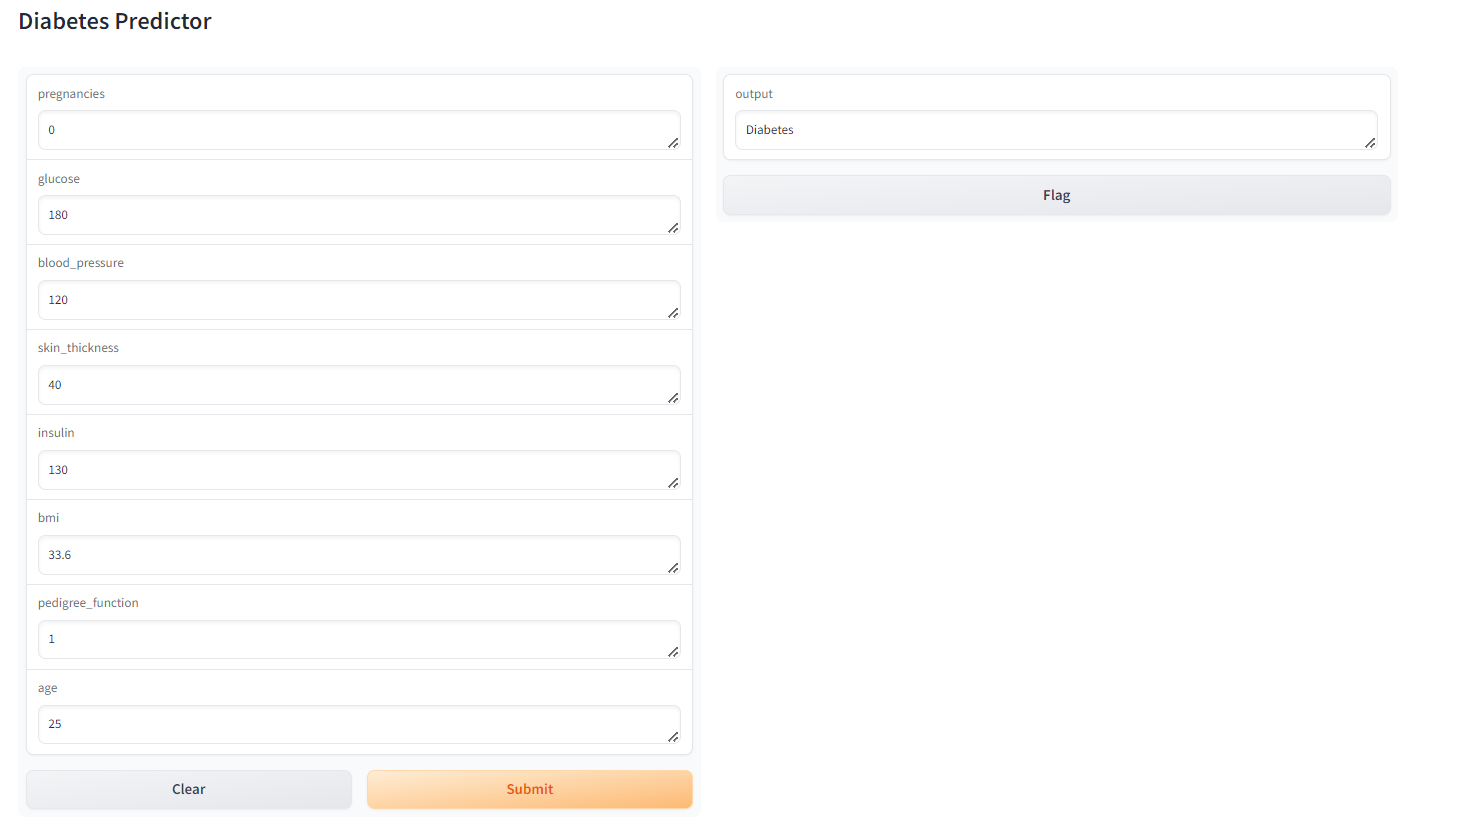 Diabetes Predictor
pregnancies
0
glucose
180
blood_pressure
120
skin_thickness
40
insulin
130
bmi
33.6
pedigree_function
1
age
25
Clear
Submit
output
Diabetes
Flag